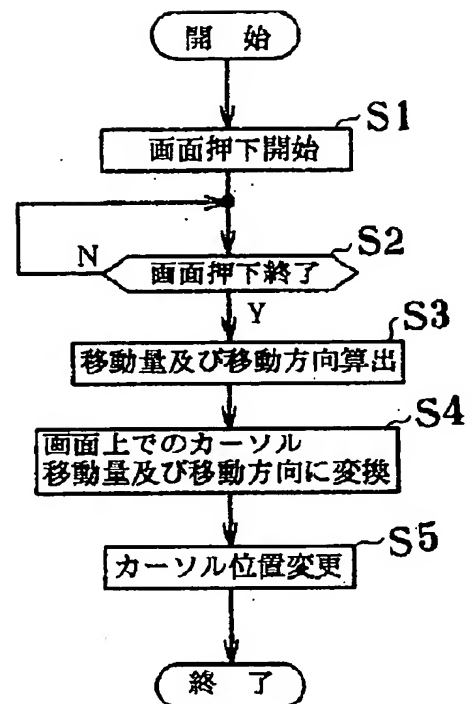 開 始
S1
画面押下開始
S2
N
画面押下終了
Y
S3
移動量及び移動方向算出
S4
画面上でのカーソル
移動量及び移動方向に変換
S5
カーソル位置変更
終 了